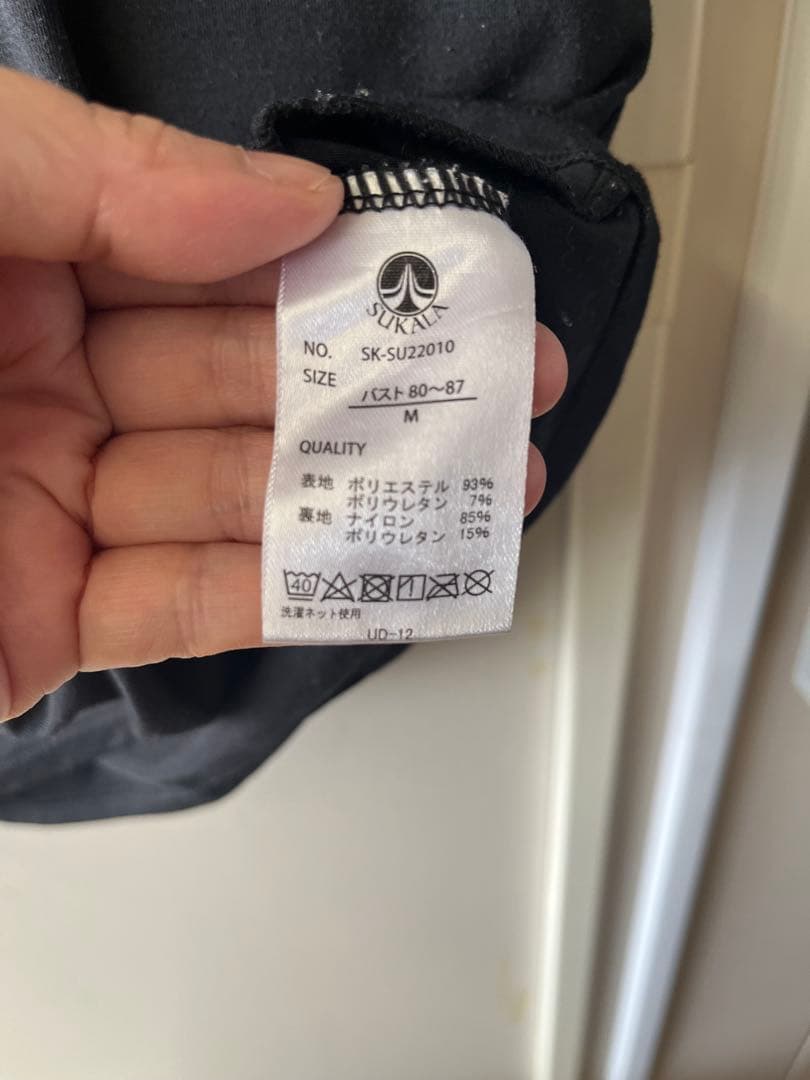 SUKALA
NO. SK-SU22010
SIZE バスト 80〜87
M
QUALITY
表地 ポリエステル 93%
ポリウレタン 7%
裏地 ナイロン 85%
ポリウレタン 15%
40
洗濯ネット使用
UD-12